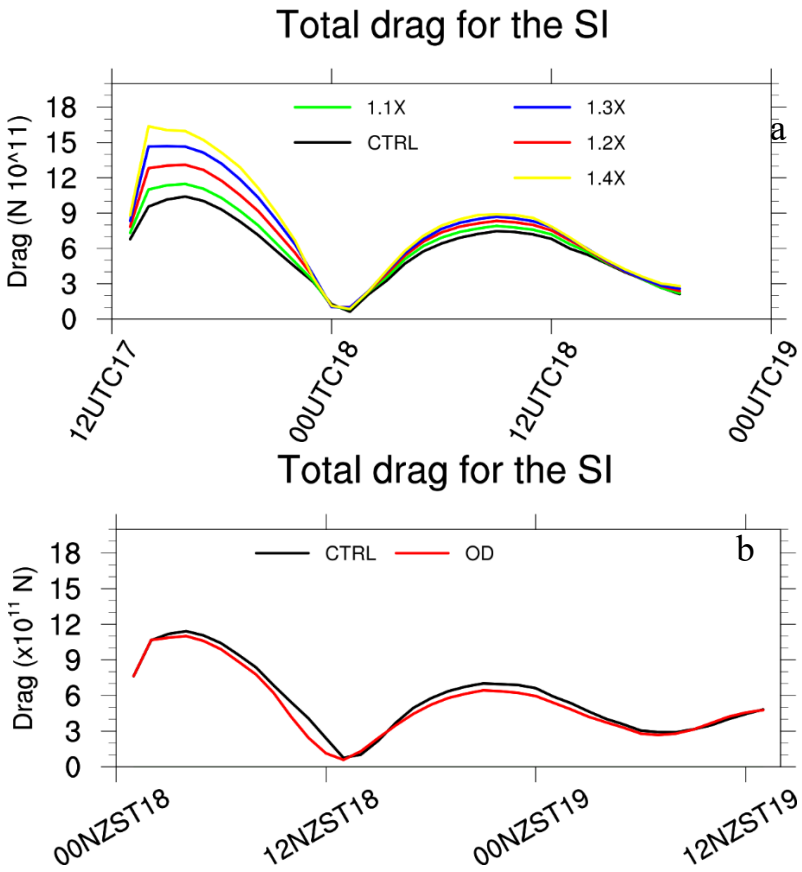 Total drag for the SI
18
15
12
9
6
3
0
Drag (N 10^11)
1.1X
1.3X
CTRL
1.2X
1.4X
a
12UTC17
00UTC18
12UTC18
00UTC19
Total drag for the SI
18
15
12
9
6
3
0
Drag (x10¹¹ N)
CTRL
OD
b
00NZST18
12NZST18
00NZST19
12NZST19